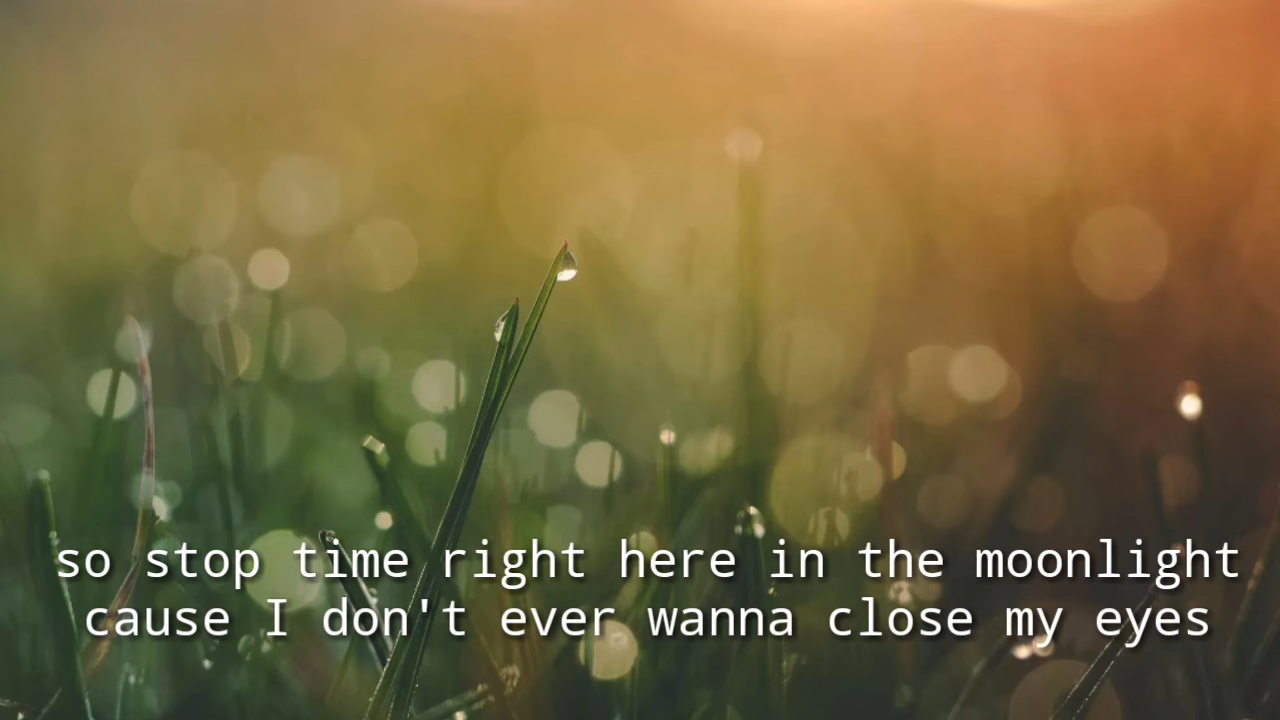 so stop time right here in the moonlight
cause I don't ever wanna close my eyes